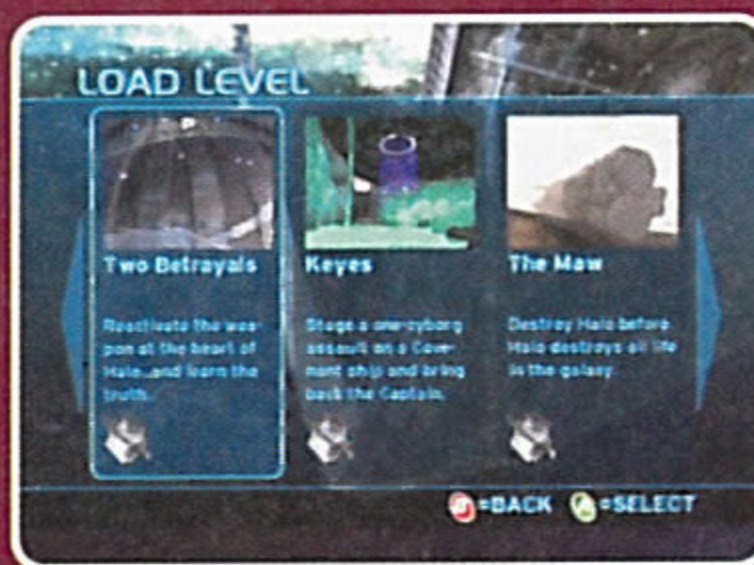 LOAD LEVEL
Two Betrayals
Reactivate the wea-
pon at the heart of
Halo...and learn the
truth.
Keyes
Stage a one-cyborg
assault on a Cove-
nant ship and bring
back the Captain.
The Maw
Destroy Halo before
Halo destroys all life
in the galaxy.
B=BACK A=SELECT